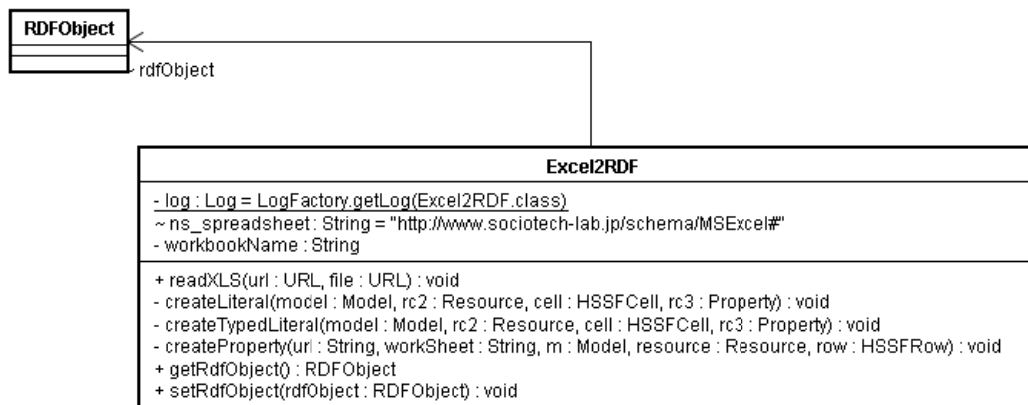 RDFObject
~ rdfObject
Excel2RDF
- log : Log = LogFactory.getLog(Excel2RDF.class)
~ ns_spreadsheet : String = "http://www.sociotech-lab.jp/schema/MSExcel#"
- workbookName : String
+ readXLS(url : URL, file : URL) : void
- createLiteral(model : Model, rc2 : Resource, cell : HSSFCell, rc3 : Property) : void
- createTypedLiteral(model : Model, rc2 : Resource, cell : HSSFCell, rc3 : Property) : void
- createProperty(url : String, workSheet : String, m : Model, resource : Resource, row : HSSFRow) : void
+ getRdfObject() : RDFObject
+ setRdfObject(rdfObject : RDFObject) : void